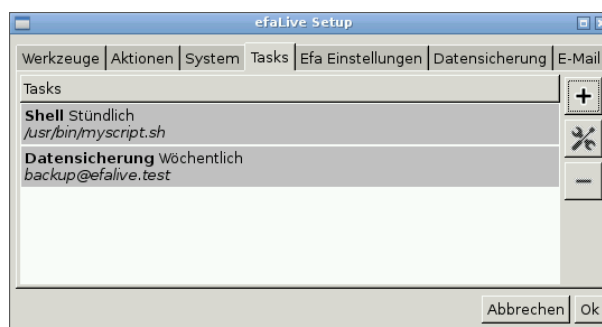 efaLive Setup
Werkzeuge Aktionen System Tasks Efa Einstellungen Datensicherung E-Mail
Tasks
Shell Stündlich
/usr/bin/myscript.sh
Datensicherung Wöchentlich
backup@efalive.test
Abbrechen Ok